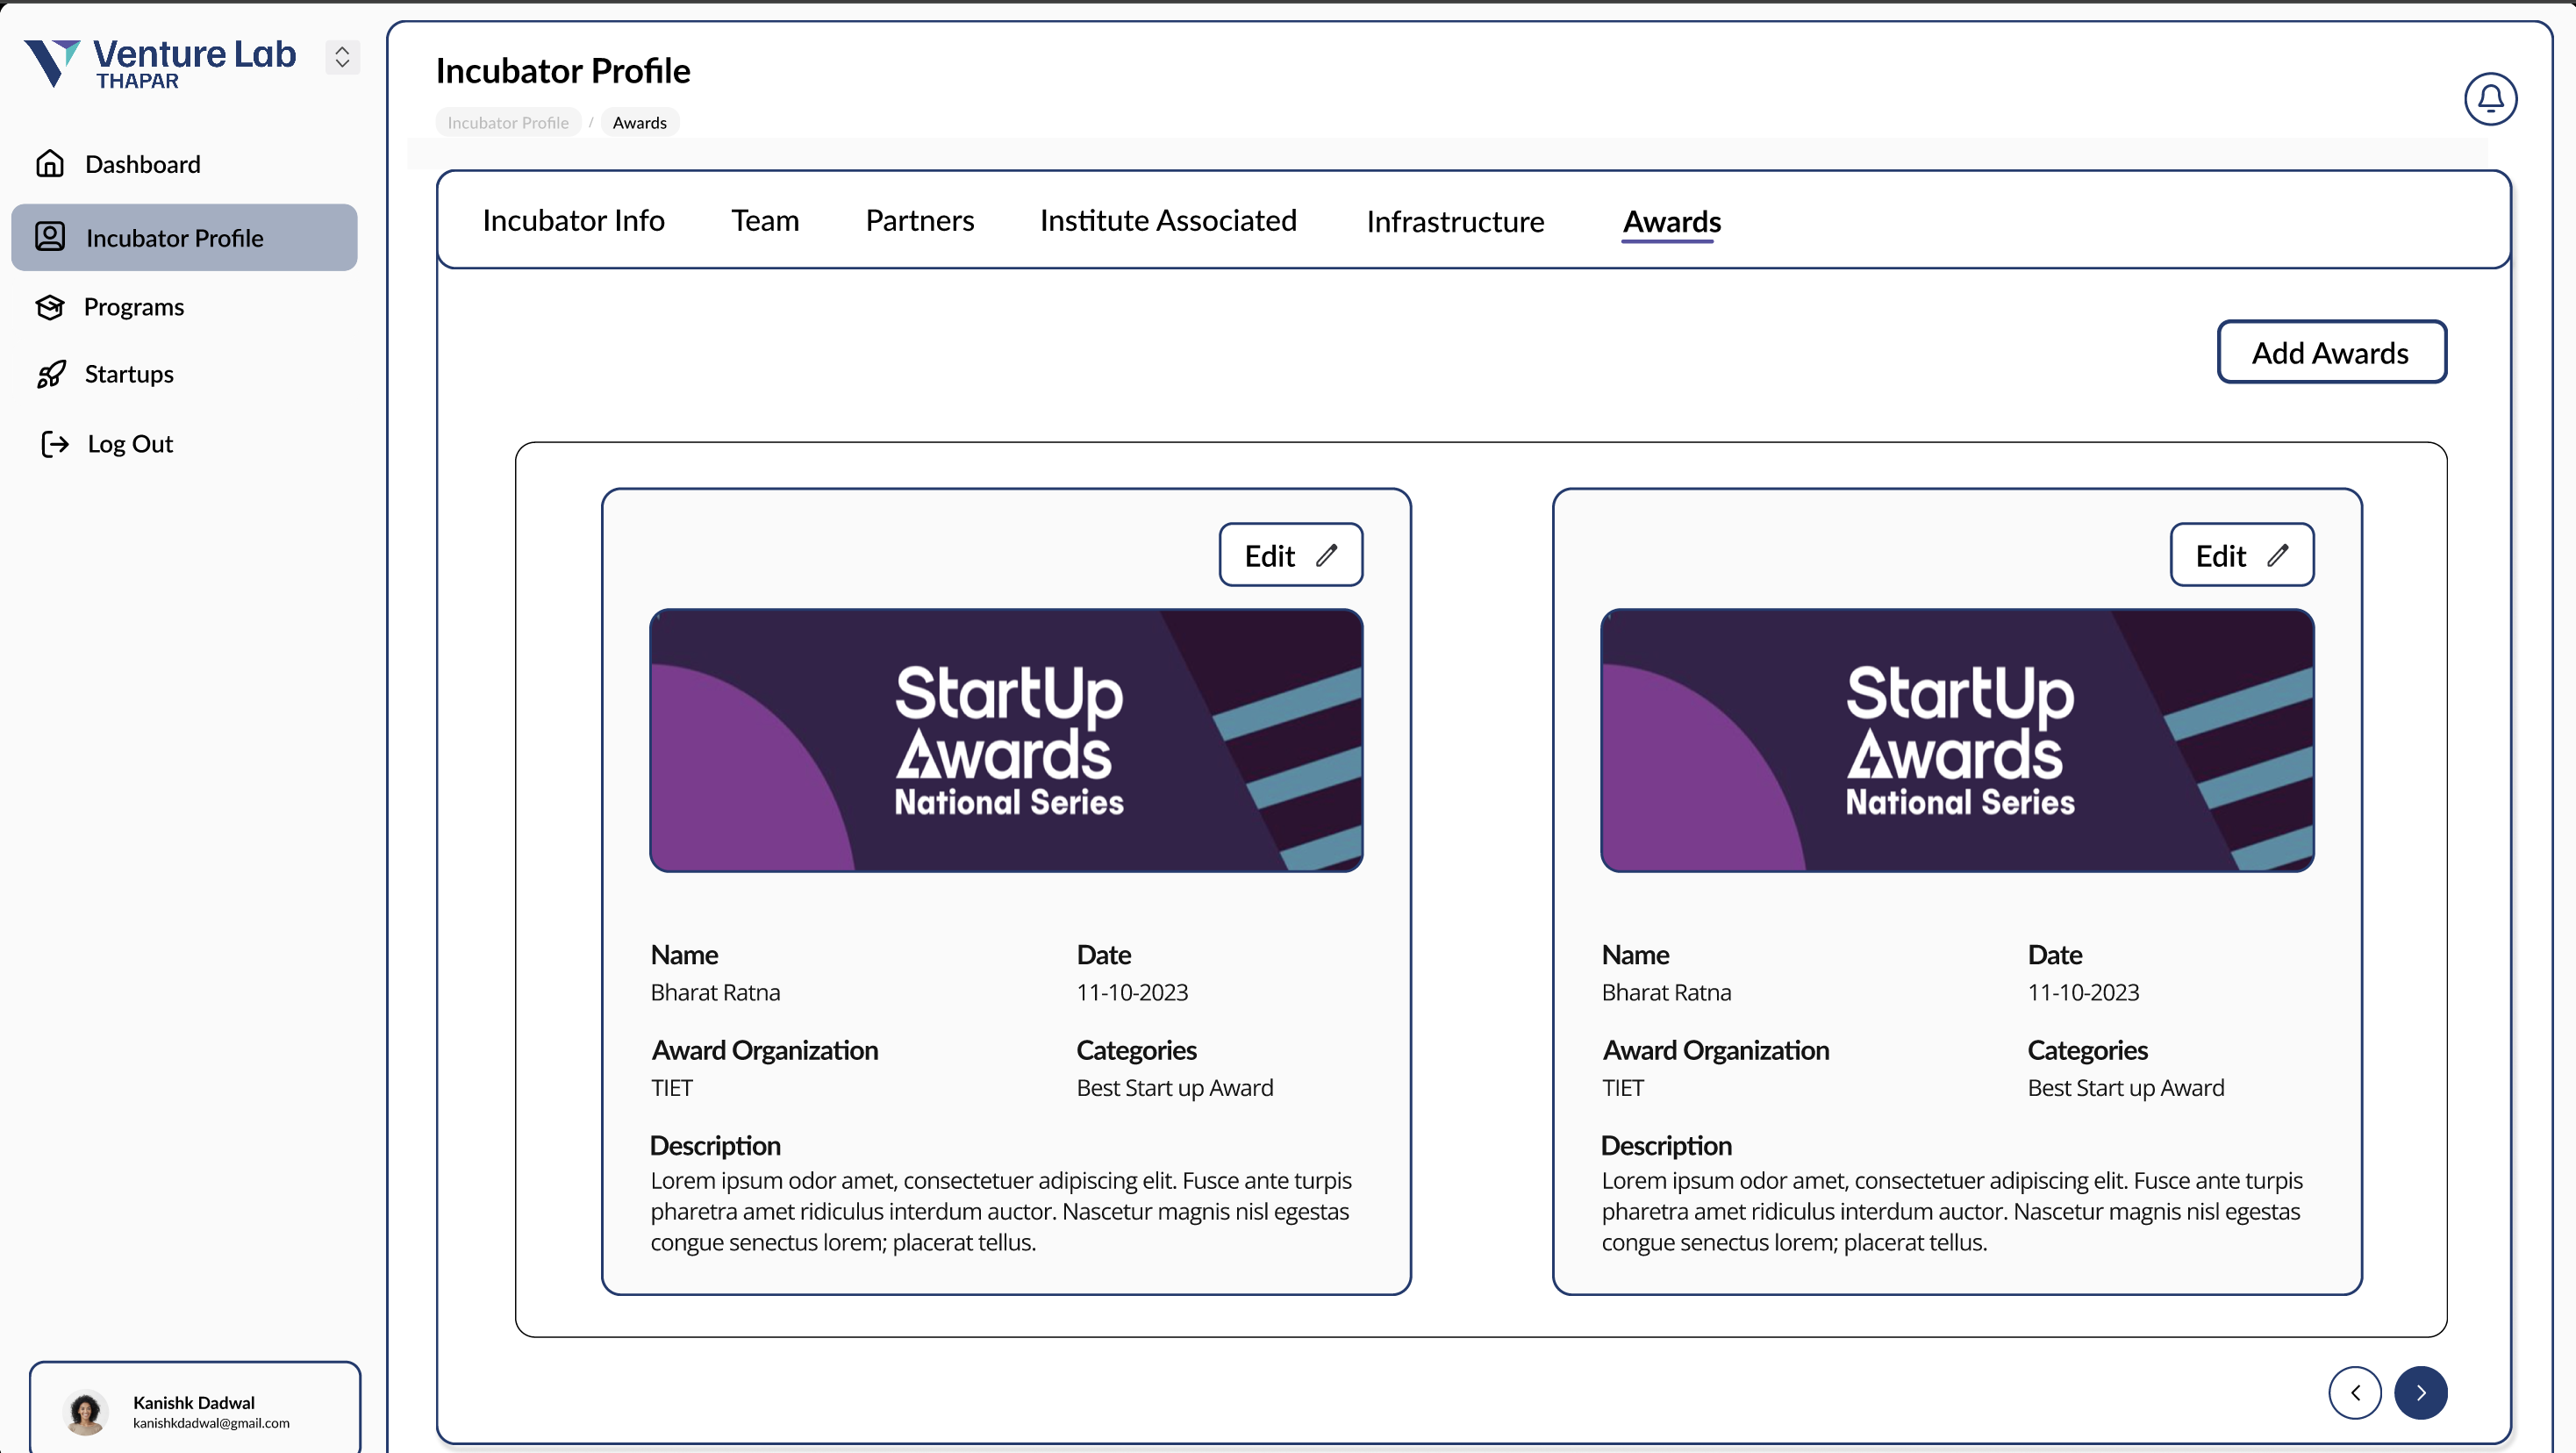 Venture Lab
THAPAR
Dashboard
Incubator Profile
Programs
Startups
Log Out
Kanishk Dadwal
kanishkdadwal@gmail.com
Incubator Profile
Incubator Profile / Awards
Incubator Info Team Partners Institute Associated Infrastructure Awards
Add Awards
Edit
StartUp
Awards
National Series
Name Date
Bharat Ratna 11-10-2023
Award Organization Categories
TIET Best Start up Award
Description
Lorem ipsum odor amet, consectetuer adipiscing elit. Fusce ante turpis
pharetra amet ridiculus interdum auctor. Nascetur magnis nisl egestas
congue senectus lorem; placerat tellus.
Edit
StartUp
Awards
National Series
Name Date
Bharat Ratna 11-10-2023
Award Organization Categories
TIET Best Start up Award
Description
Lorem ipsum odor amet, consectetuer adipiscing elit. Fusce ante turpis
pharetra amet ridiculus interdum auctor. Nascetur magnis nisl egestas
congue senectus lorem; placerat tellus.